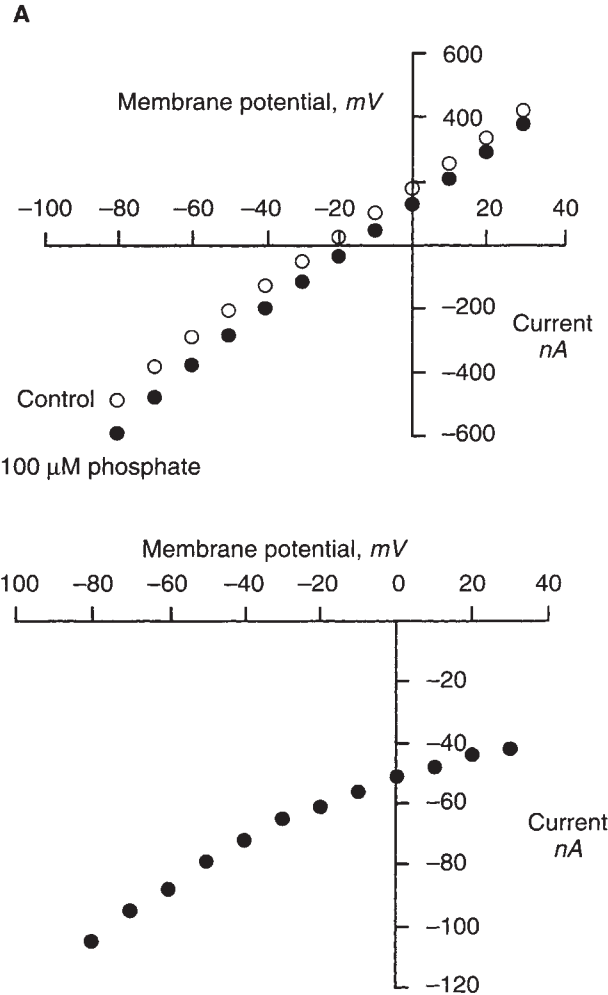 A
600
Membrane potential, mV
400
−100 −80 −60 −40 −20 20 40
−200
Current
nA
−400
Control
−600
100 μM phosphate
Membrane potential, mV
100 −80 −60 −40 −20 0 20 40
−20
−40
−60
Current
nA
−80
−100
−120